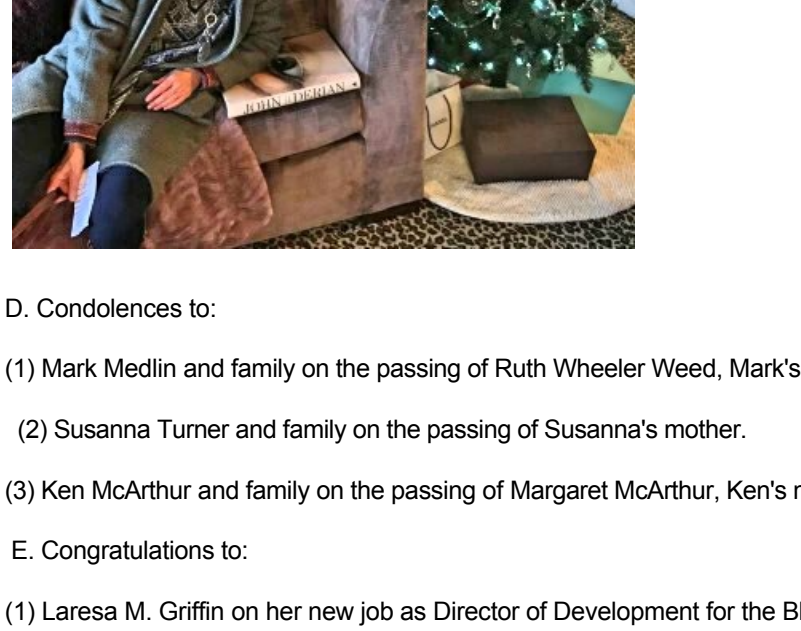 JOHN DERIAN
D. Condolences to:
(1) Mark Medlin and family on the passing of Ruth Wheeler Weed, Mark's
(2) Susanna Turner and family on the passing of Susanna's mother.
(3) Ken McArthur and family on the passing of Margaret McArthur, Ken's
E. Congratulations to:
(1) Laresa M. Griffin on her new job as Director of Development for the